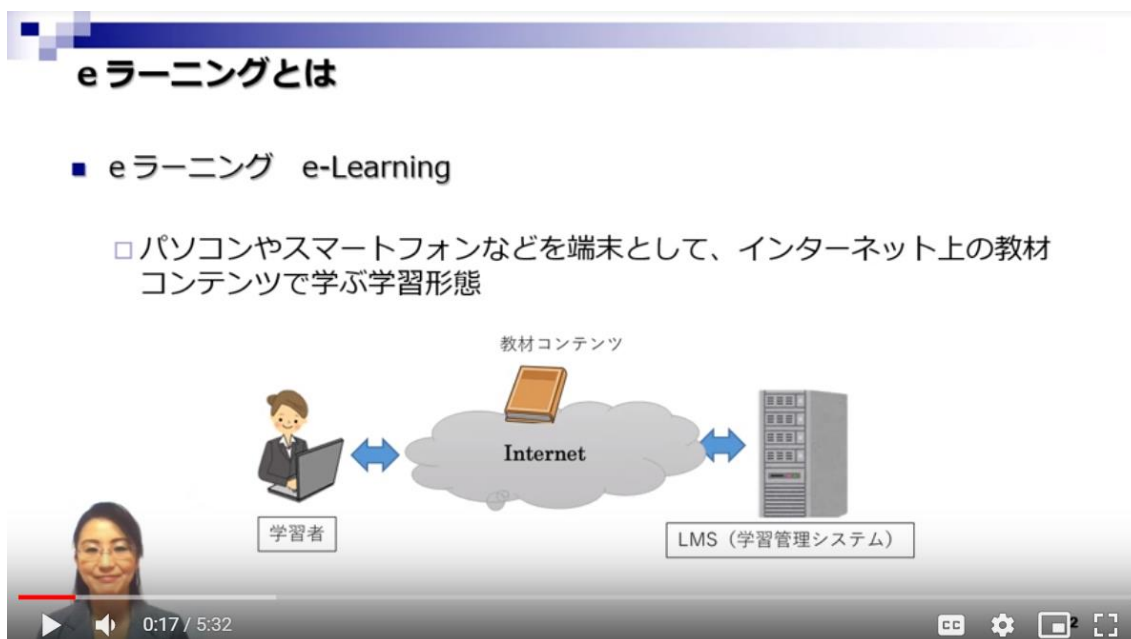 eラーニングとは
eラーニング e-Learning
パソコンやスマートフォンなどを端末として、インターネット上の教材
コンテンツで学ぶ学習形態
教材コンテンツ
Internet
学習者
LMS（学習管理システム）
0:17 / 5:32
CC
2